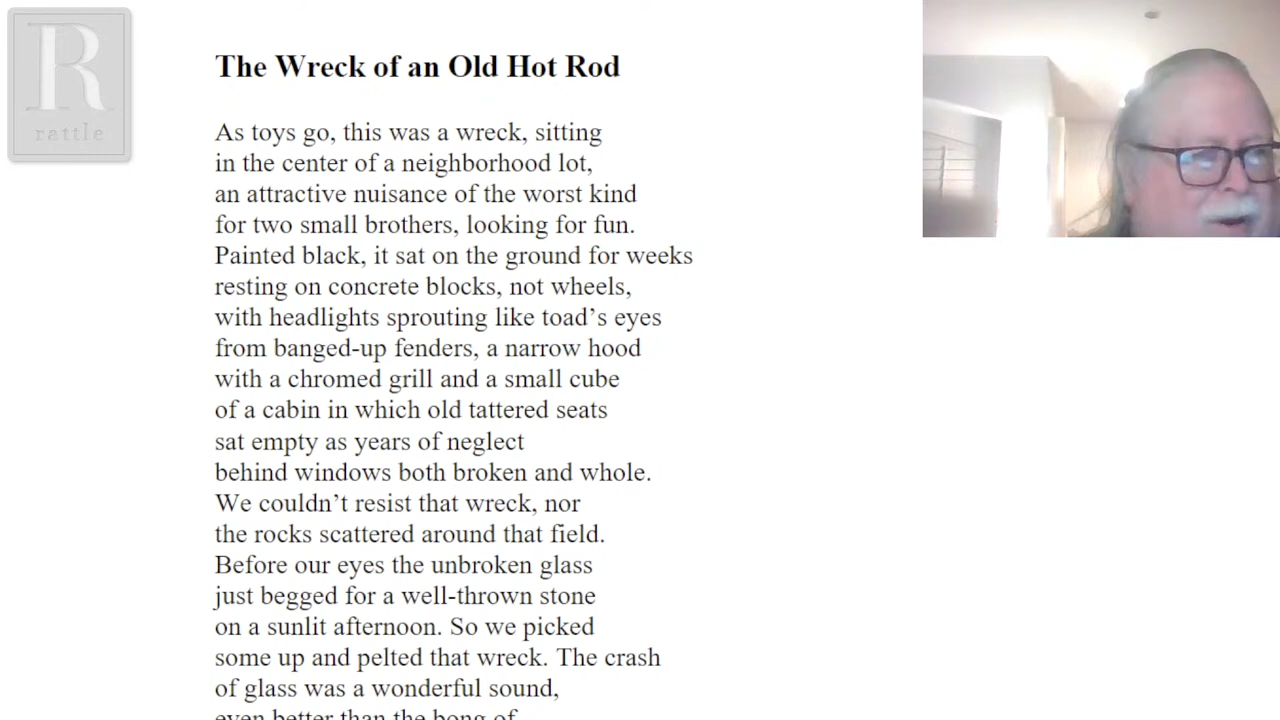 R
rattle
The Wreck of an Old Hot Rod
As toys go, this was a wreck, sitting
in the center of a neighborhood lot,
an attractive nuisance of the worst kind
for two small brothers, looking for fun.
Painted black, it sat on the ground for weeks
resting on concrete blocks, not wheels,
with headlights sprouting like toad’s eyes
from banged-up fenders, a narrow hood
with a chromed grill and a small cube
of a cabin in which old tattered seats
sat empty as years of neglect
behind windows both broken and whole.
We couldn’t resist that wreck, nor
the rocks scattered around that field.
Before our eyes the unbroken glass
just begged for a well-thrown stone
on a sunlit afternoon. So we picked
some up and pelted that wreck. The crash
of glass was a wonderful sound,
even better than the bong of